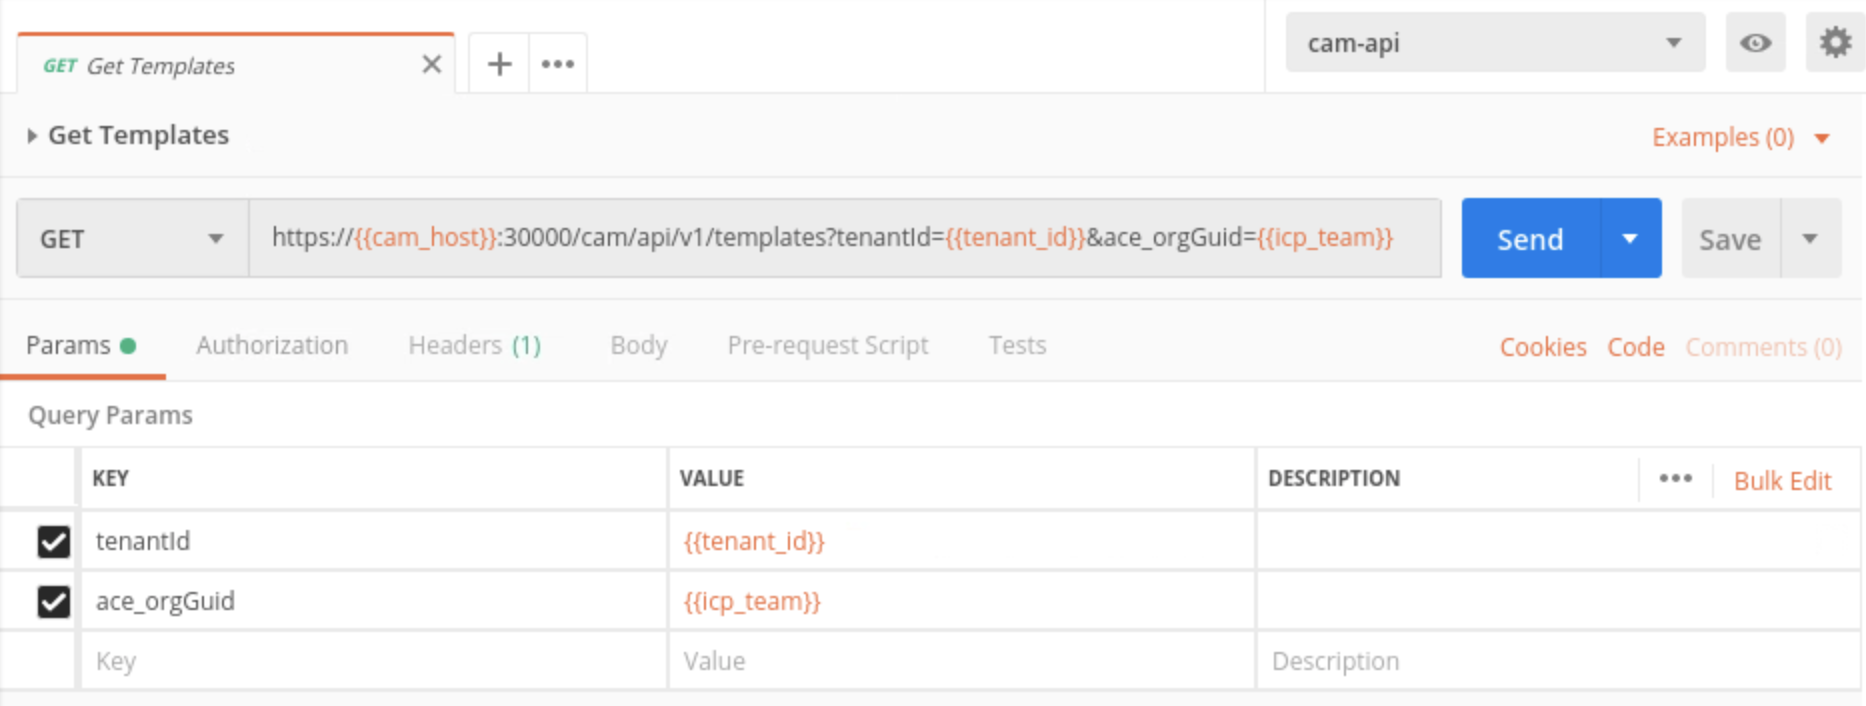 GET Get Templates
cam-api
Get Templates
Examples (0)
GET https://{{cam_host}}:30000/cam/api/v1/templates?tenantId={{tenant_id}}&ace_orgGuid={{icp_team}} Send Save
Params Authorization Headers (1) Body Pre-request Script Tests Cookies Code Comments (0)
Query Params
KEY VALUE DESCRIPTION Bulk Edit
tenantId {{tenant_id}}
ace_orgGuid {{icp_team}}
Key Value Description